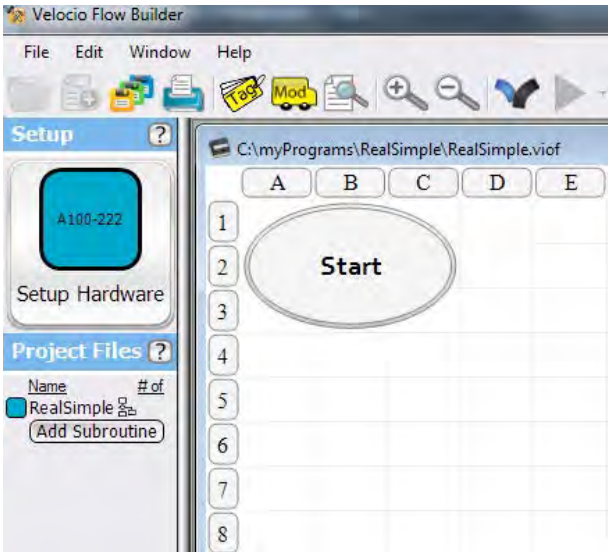 Velocio Flow Builder
File Edit Window Help
Tag Mod
Setup ?
A100-222
Setup Hardware
Project Files ?
Name # of
RealSimple
Add Subroutine
C:\myPrograms\RealSimple\RealSimple.viof
A B C D E
1
2
3
4
5
6
7
8
Start